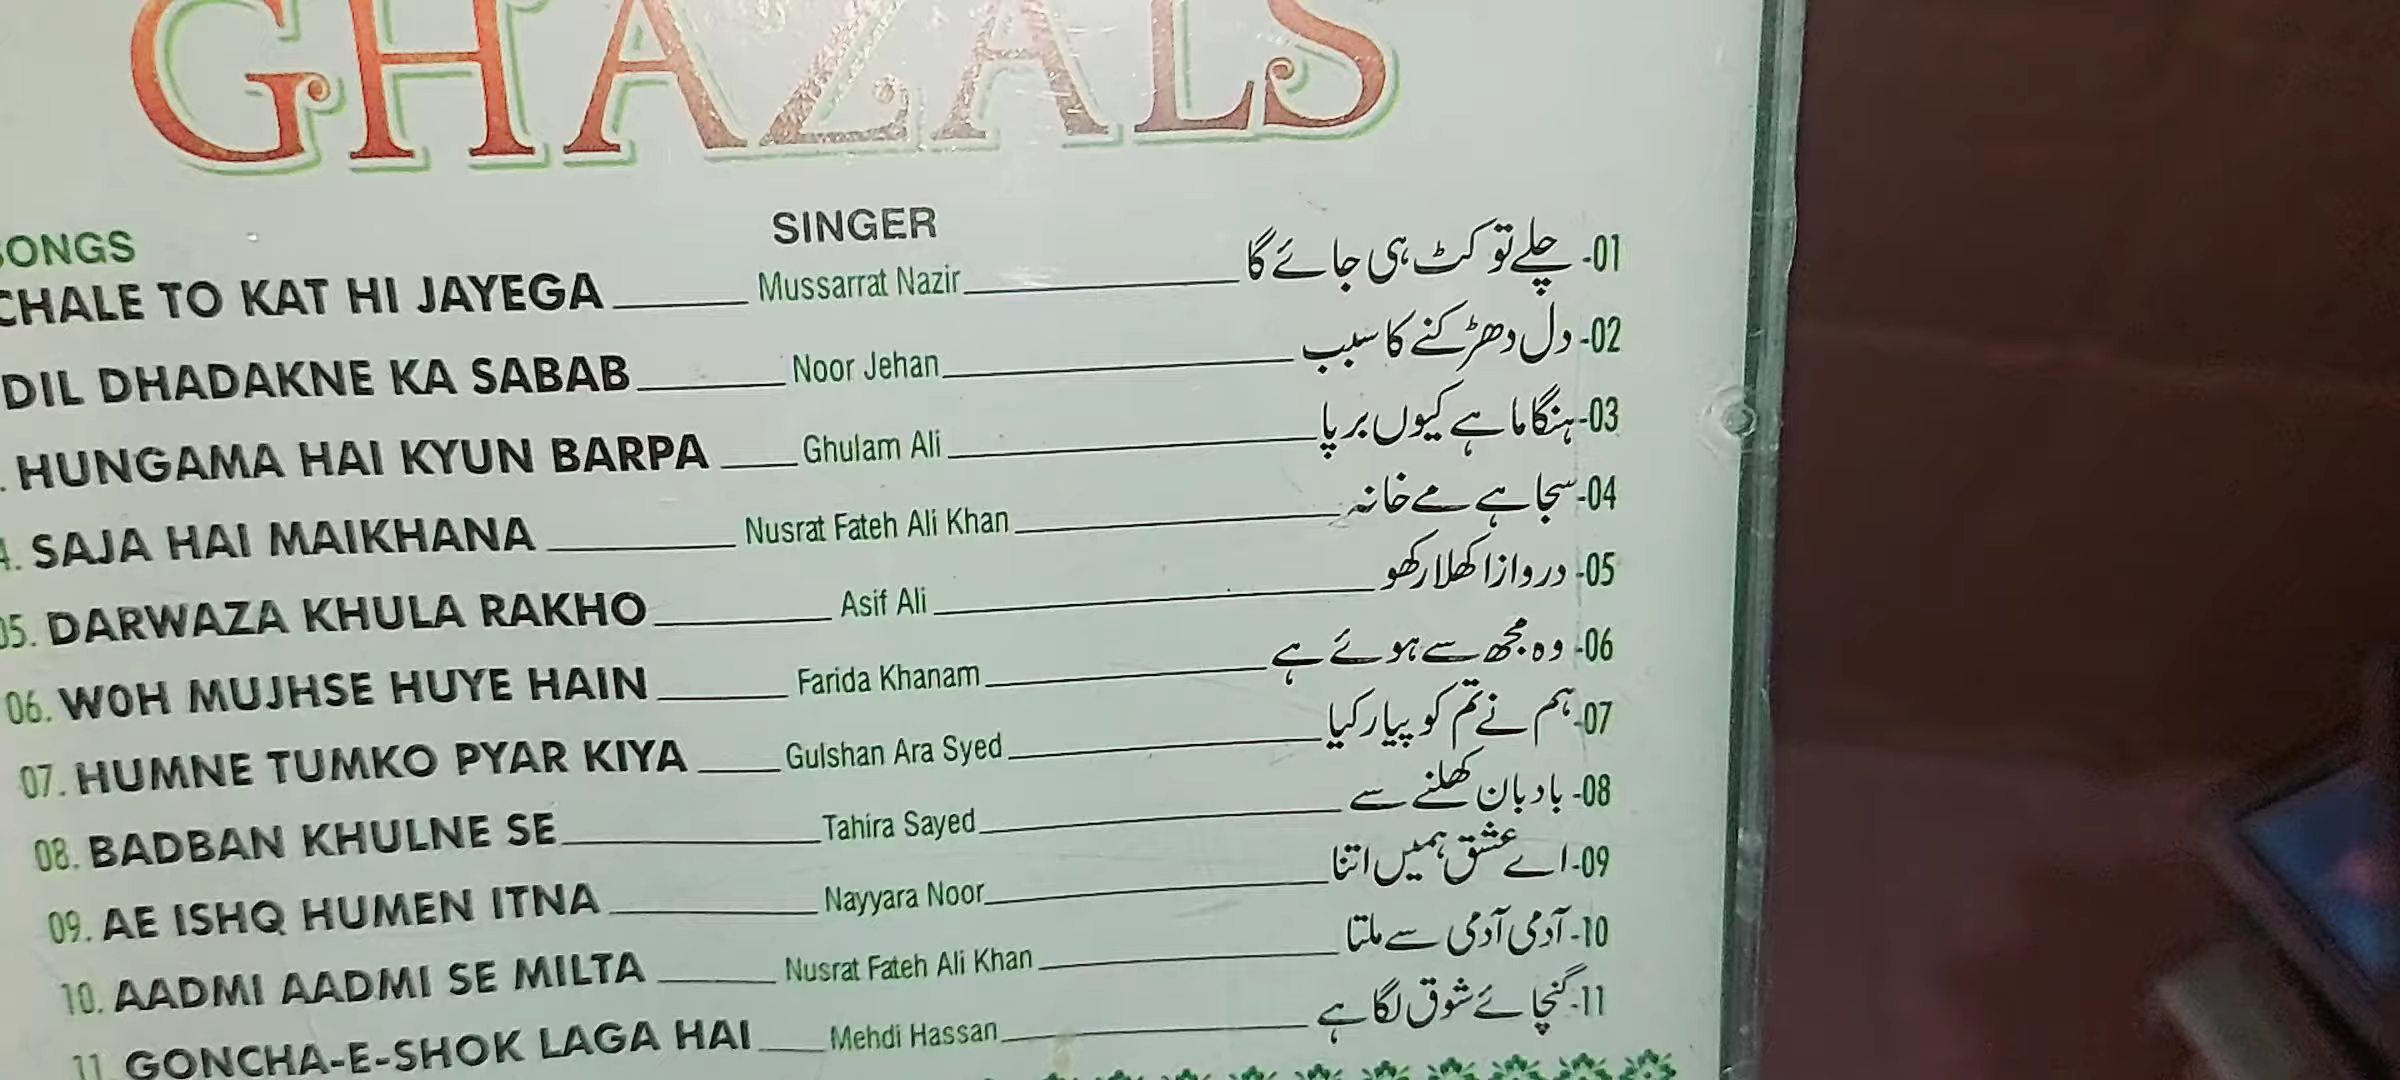 GHAZALS
SONGS SINGER
CHALE TO KAT HI JAYEGA Mussarrat Nazir چلے تو کٹ ہی جائے گا -01
DIL DHADAKNE KA SABAB Noor Jehan دل دھڑکنے کا سبب -02
. HUNGAMA HAI KYUN BARPA Ghulam Ali ہنگاما ہے کیوں برپا -03
4. SAJA HAI MAIKHANA Nusrat Fateh Ali Khan سجا ہے مے خانہ -04
05. DARWAZA KHULA RAKHO Asif Ali دروازا کھلا رکھو -05
06. WOH MUJHSE HUYE HAIN Farida Khanam وہ مجھ سے ہوئے ہے -06
07. HUMNE TUMKO PYAR KIYA Gulshan Ara Syed ہم نے تم کو پیار کیا -07
08. BADBAN KHULNE SE Tahira Sayed بادبان کھلنے سے -08
09. AE ISHQ HUMEN ITNA Nayyara Noor اے عشق ہمیں اتنا -09
10. AADMI AADMI SE MILTA Nusrat Fateh Ali Khan آدمی آدمی سے ملتا -10
11. GONCHA-E-SHOK LAGA HAI Mehdi Hassan گنچائے شوق لگا ہے -11